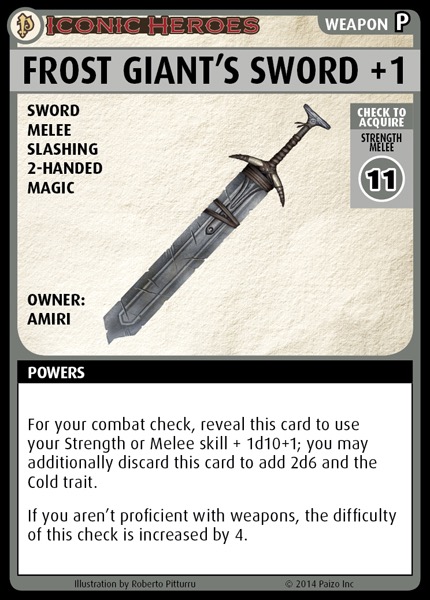 ICONIC HEROES
WEAPON P
FROST GIANT'S SWORD +1
SWORD
MELEE
SLASHING
2-HANDED
MAGIC
CHECK TO
ACQUIRE
STRENGTH
MELEE
11
OWNER:
AMIRI
POWERS
For your combat check, reveal this card to use
your Strength or Melee skill + 1d10+1; you may
additionally discard this card to add 2d6 and the
Cold trait.
If you aren't proficient with weapons, the difficulty
of this check is increased by 4.
Illustration by Roberto Pitturru
© 2014 Paizo Inc